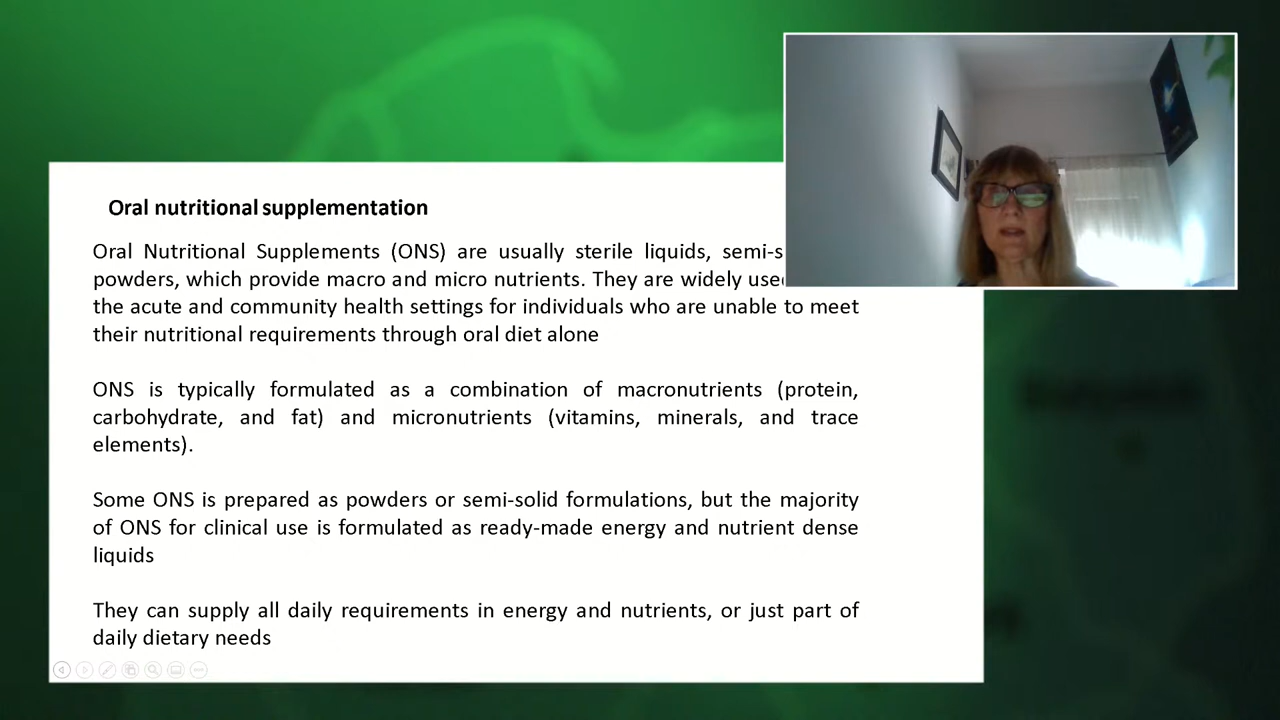 Oral nutritional supplementation
Oral Nutritional Supplements (ONS) are usually sterile liquids, semi-s
powders, which provide macro and micro nutrients. They are widely use
the acute and community health settings for individuals who are unable to meet
their nutritional requirements through oral diet alone
ONS is typically formulated as a combination of macronutrients (protein,
carbohydrate, and fat) and micronutrients (vitamins, minerals, and trace
elements).
Some ONS is prepared as powders or semi-solid formulations, but the majority
of ONS for clinical use is formulated as ready-made energy and nutrient dense
liquids
They can supply all daily requirements in energy and nutrients, or just part of
daily dietary needs